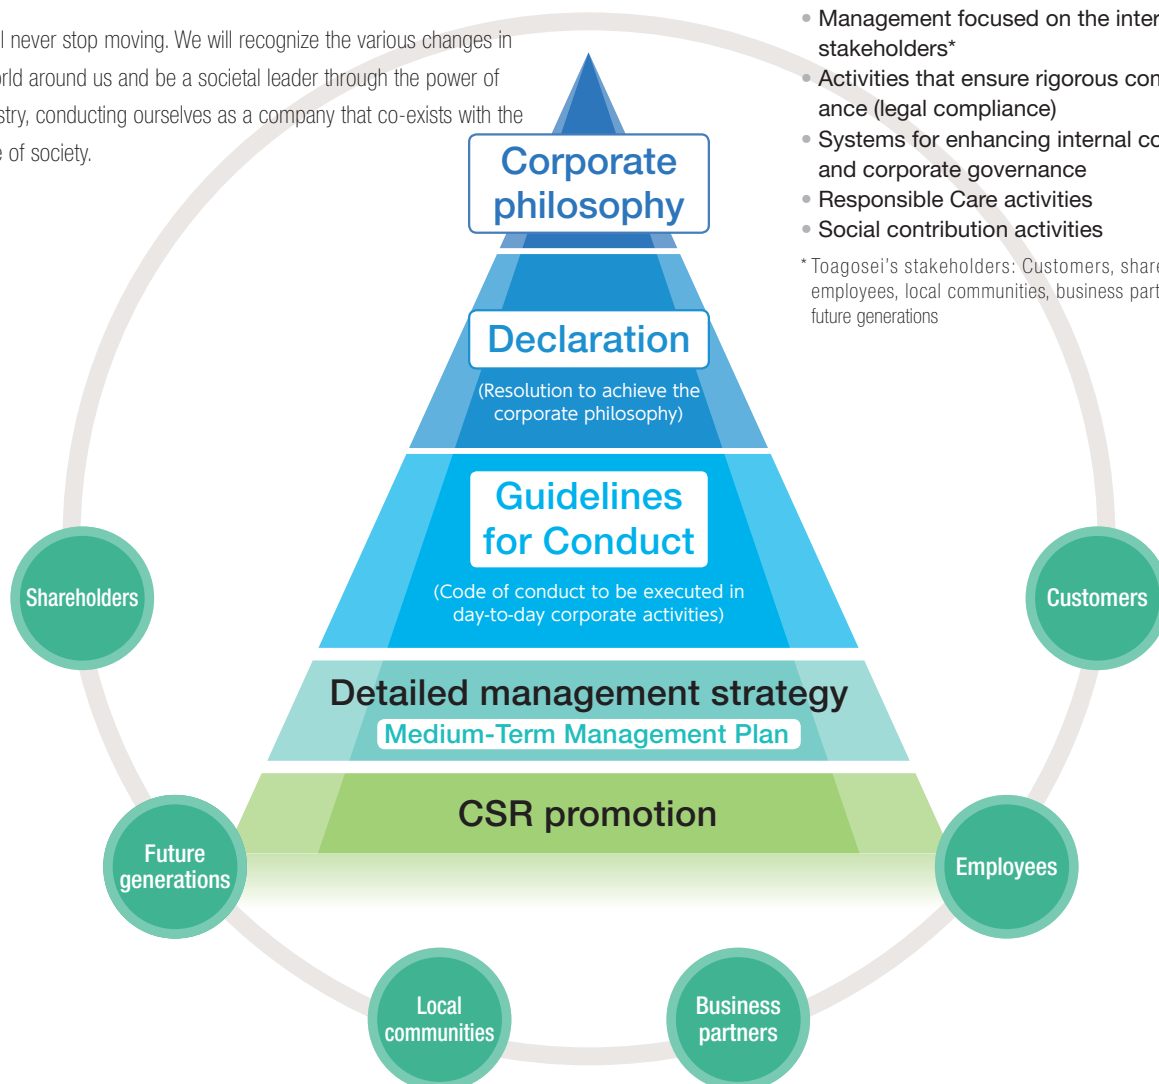 l never stop moving. We will recognize the various changes in
orld around us and be a societal leader through the power of
stry, conducting ourselves as a company that co-exists with the
e of society.
• Management focused on the inter
stakeholders*
• Activities that ensure rigorous com
ance (legal compliance)
• Systems for enhancing internal co
and corporate governance
• Responsible Care activities
• Social contribution activities
* Toagosei's stakeholders: Customers, share
employees, local communities, business part
future generations
Corporate
philosophy
Declaration
(Resolution to achieve the
corporate philosophy)
Guidelines
for Conduct
(Code of conduct to be executed in
day-to-day corporate activities)
Shareholders
Customers
Detailed management strategy
Medium-Term Management Plan
CSR promotion
Future
generations
Employees
Local
communities
Business
partners